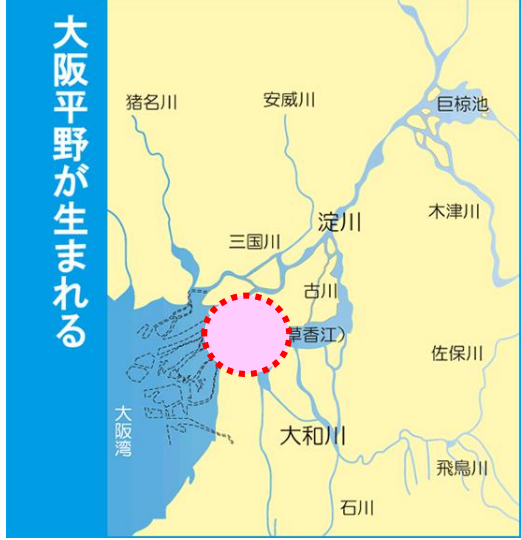 大阪平野が生まれる
猪名川
安威川
巨椋池
淀川
木津川
三国川
古川
草香江）
佐保川
大阪湾
大和川
飛鳥川
石川